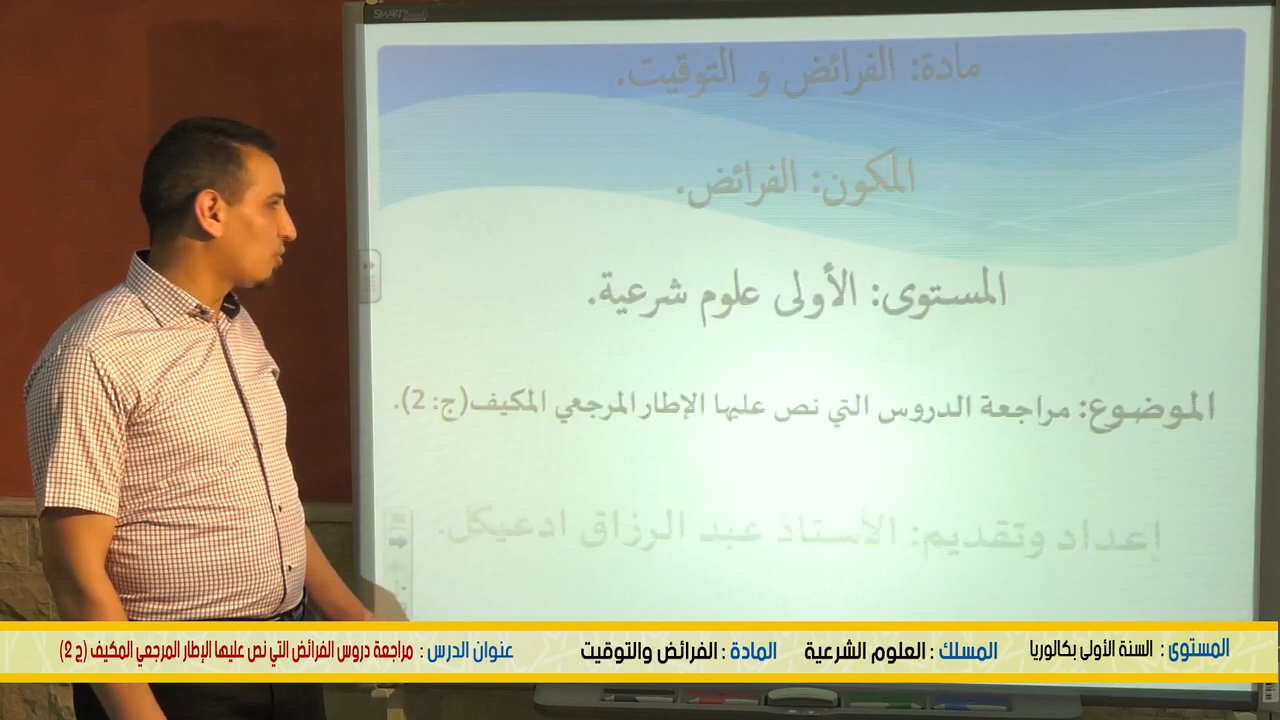 SMART
مادة: الفرائض و التوقيت.
المكون: الفرائض.
المستوى: الأولى علوم شرعية.
الموضوع: مراجعة الدروس التي نص عليها الإطار المرجعي المكيف(ج: 2).
إعداد وتقديم: الأستاذ عبد الرزاق ادعيكل.
المستوى : السنة الأولى بكالوريا المسلك : العلوم الشرعية المادة : الفرائض والتوقيت عنوان الدرس : مراجعة دروس الفرائض التي نص عليها الإطار المرجعي المكيف (ج 2)